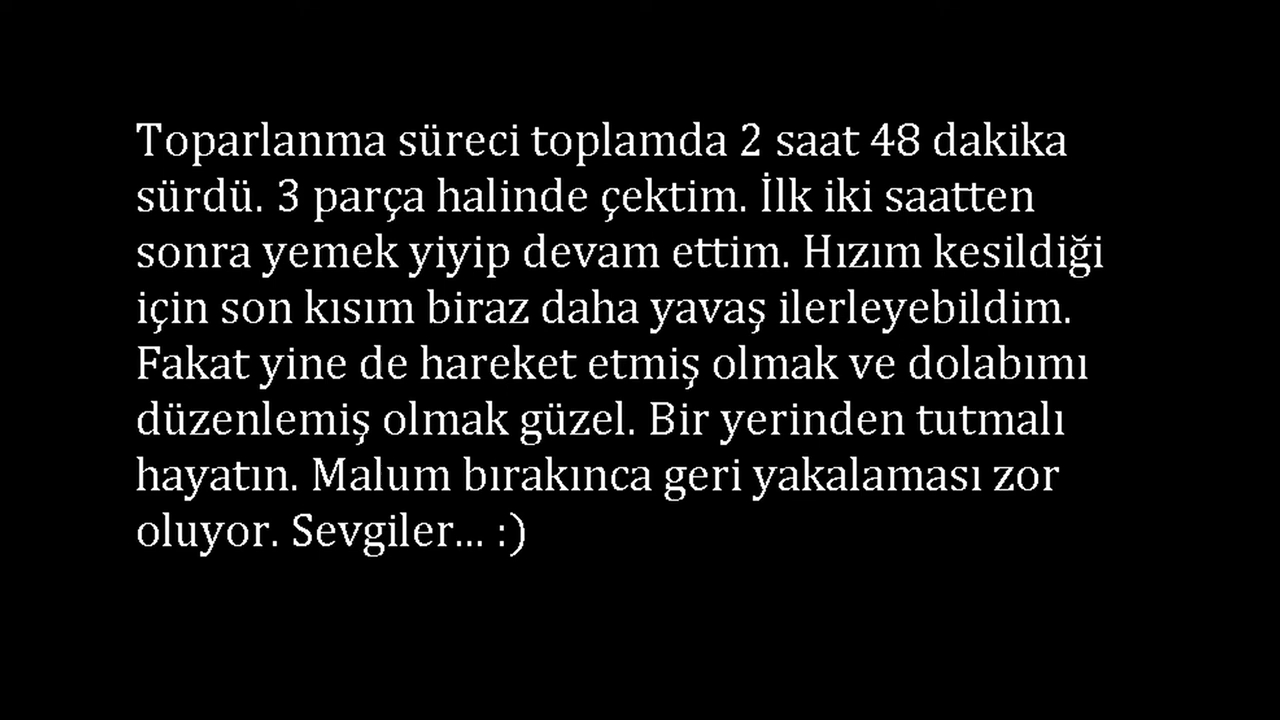 Toparlanma süreci toplamda 2 saat 48 dakika
sürdü. 3 parça halinde çektim. İlk iki saatten
sonra yemek yiyip devam ettim. Hızım kesildiği
için son kısım biraz daha yavaş ilerleyebildim.
Fakat yine de hareket etmiş olmak ve dolabımı
düzenlemiş olmak güzel. Bir yerinden tutmalı
hayatın. Malum bırakınca geri yakalaması zor
oluyor. Sevgiler... :)